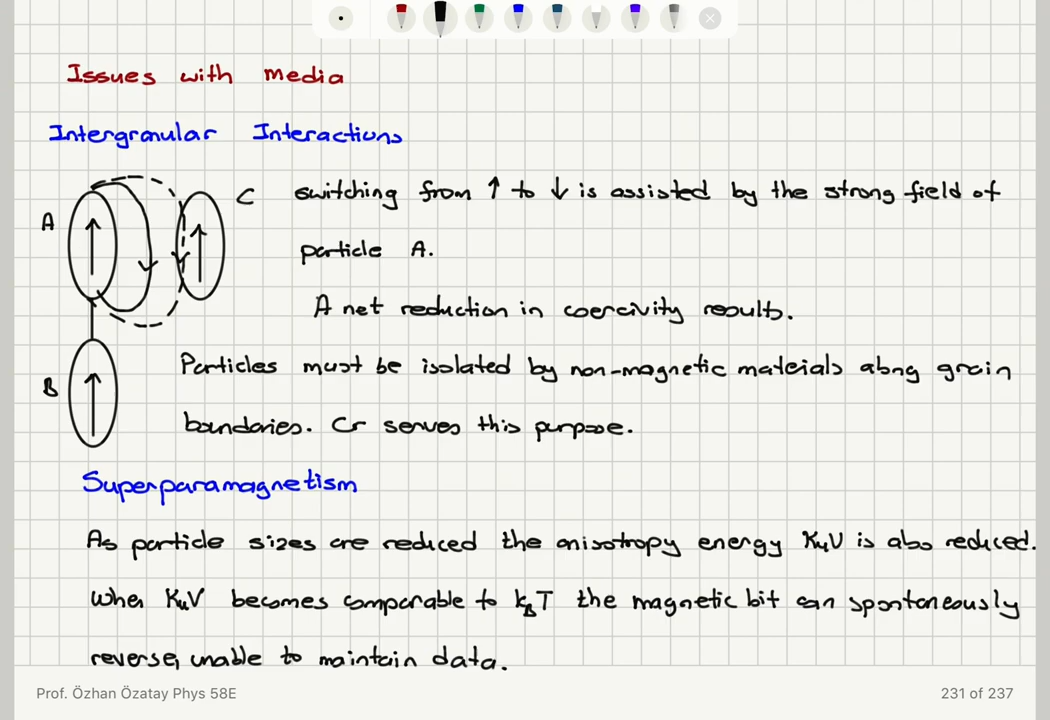 Issues with Media
Intergranular Interactions
A
C switching from ↑ to ↓ is assisted by the strong field of
particle A.
A net reduction in coercivity results.
B
Particles must be isolated by non-magnetic materials along grain
boundaries. Cr serves this purpose.
Superparamagnetism
As particle sizes are reduced the anisotropy energy KuV is also reduced.
When KuV becomes comparable to kBT the magnetic bit can spontaneously
reverse, unable to maintain data.
Prof. Özhan Özatay Phys 58E
231 of 237